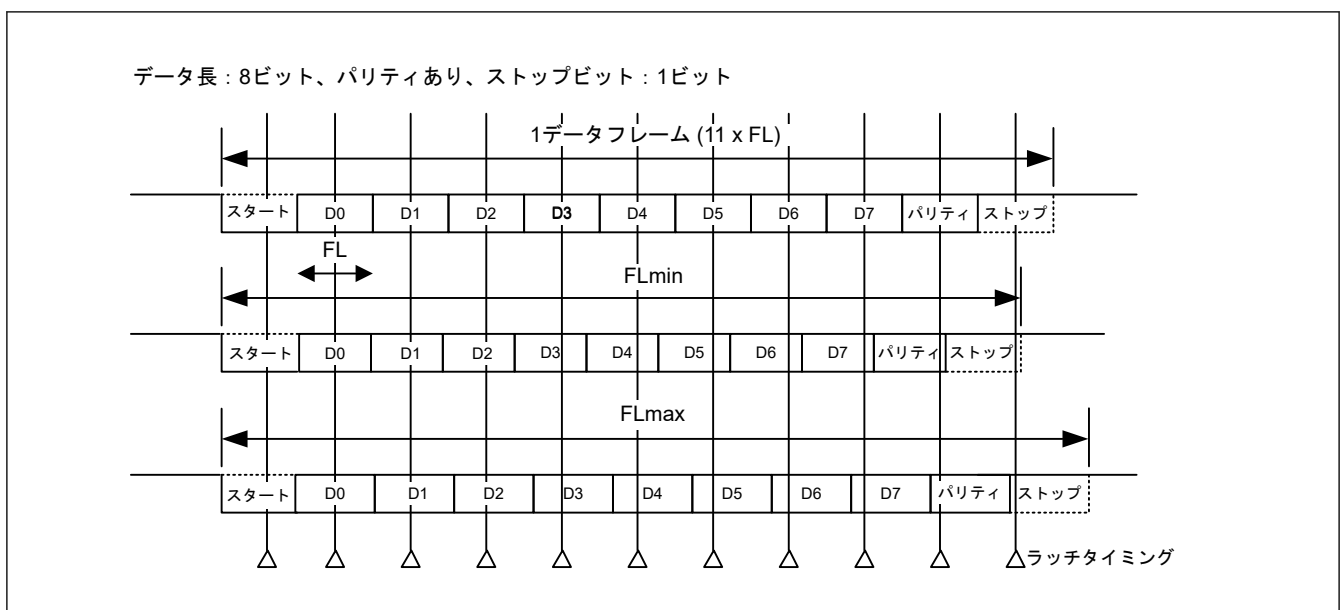 データ長：8ビット、パリティあり、ストップビット：1ビット
1データフレーム (11 x FL)
スタート D0 D1 D2 D3 D4 D5 D6 D7 パリティ ストップ
FL
FLmin
スタート D0 D1 D2 D3 D4 D5 D6 D7 パリティ ストップ
FLmax
スタート D0 D1 D2 D3 D4 D5 D6 D7 パリティ ストップ
ラッチタイミング